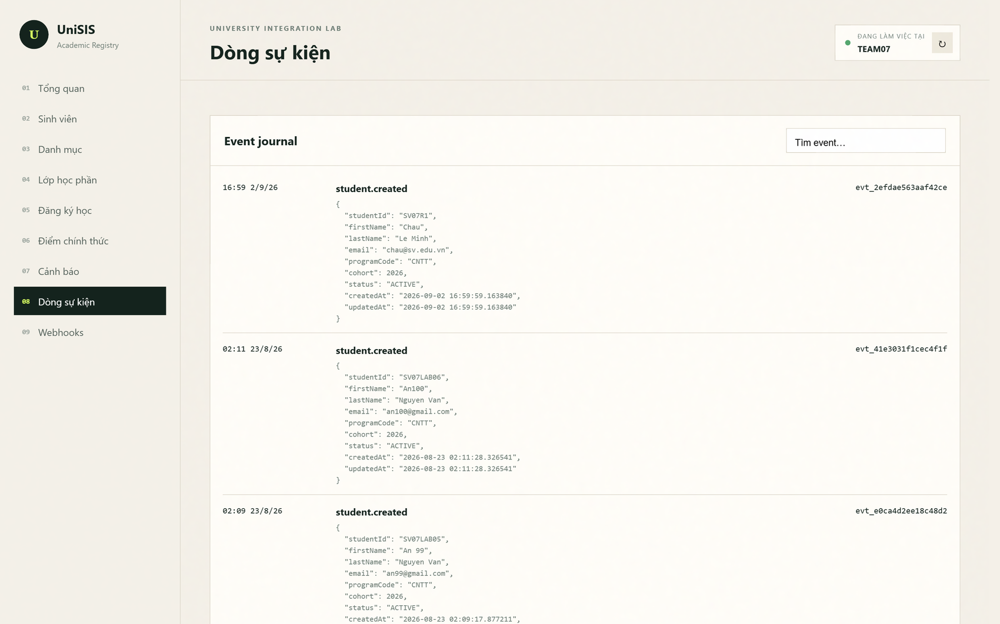 U
UniSIS
Academic Registry
01 Tổng quan
02 Sinh viên
03 Danh mục
04 Lớp học phần
05 Đăng ký học
06 Điểm chính thức
07 Cảnh báo
08 Dòng sự kiện
09 Webhooks
UNIVERSITY INTEGRATION LAB
Dòng sự kiện
ĐANG LÀM VIỆC TẠI
TEAM07
↻
Event journal
Tìm event...
16:59 2/9/26
student.created
evt_2efdae563aaf42ce
{
"studentId": "SV07R1",
"firstName": "Chau",
"lastName": "Le Minh",
"email": "chau@sv.edu.vn",
"programCode": "CNTT",
"cohort": 2026,
"status": "ACTIVE",
"createdAt": "2026-09-02 16:59:59.163840",
"updatedAt": "2026-09-02 16:59:59.163840"
}
02:11 23/8/26
student.created
evt_41e3031f1cec4f1f
{
"studentId": "SV07LAB06",
"firstName": "An100",
"lastName": "Nguyen Van",
"email": "an100@gmail.com",
"programCode": "CNTT",
"cohort": 2026,
"status": "ACTIVE",
"createdAt": "2026-08-23 02:11:28.326541",
"updatedAt": "2026-08-23 02:11:28.326541"
}
02:09 23/8/26
student.created
evt_e0ca4d2ee18c48d2
{
"studentId": "SV07LAB05",
"firstName": "An 99",
"lastName": "Nguyen Van",
"email": "an99@gmail.com",
"programCode": "CNTT",
"cohort": 2026,
"status": "ACTIVE",
"createdAt": "2026-08-23 02:09:17.877211",